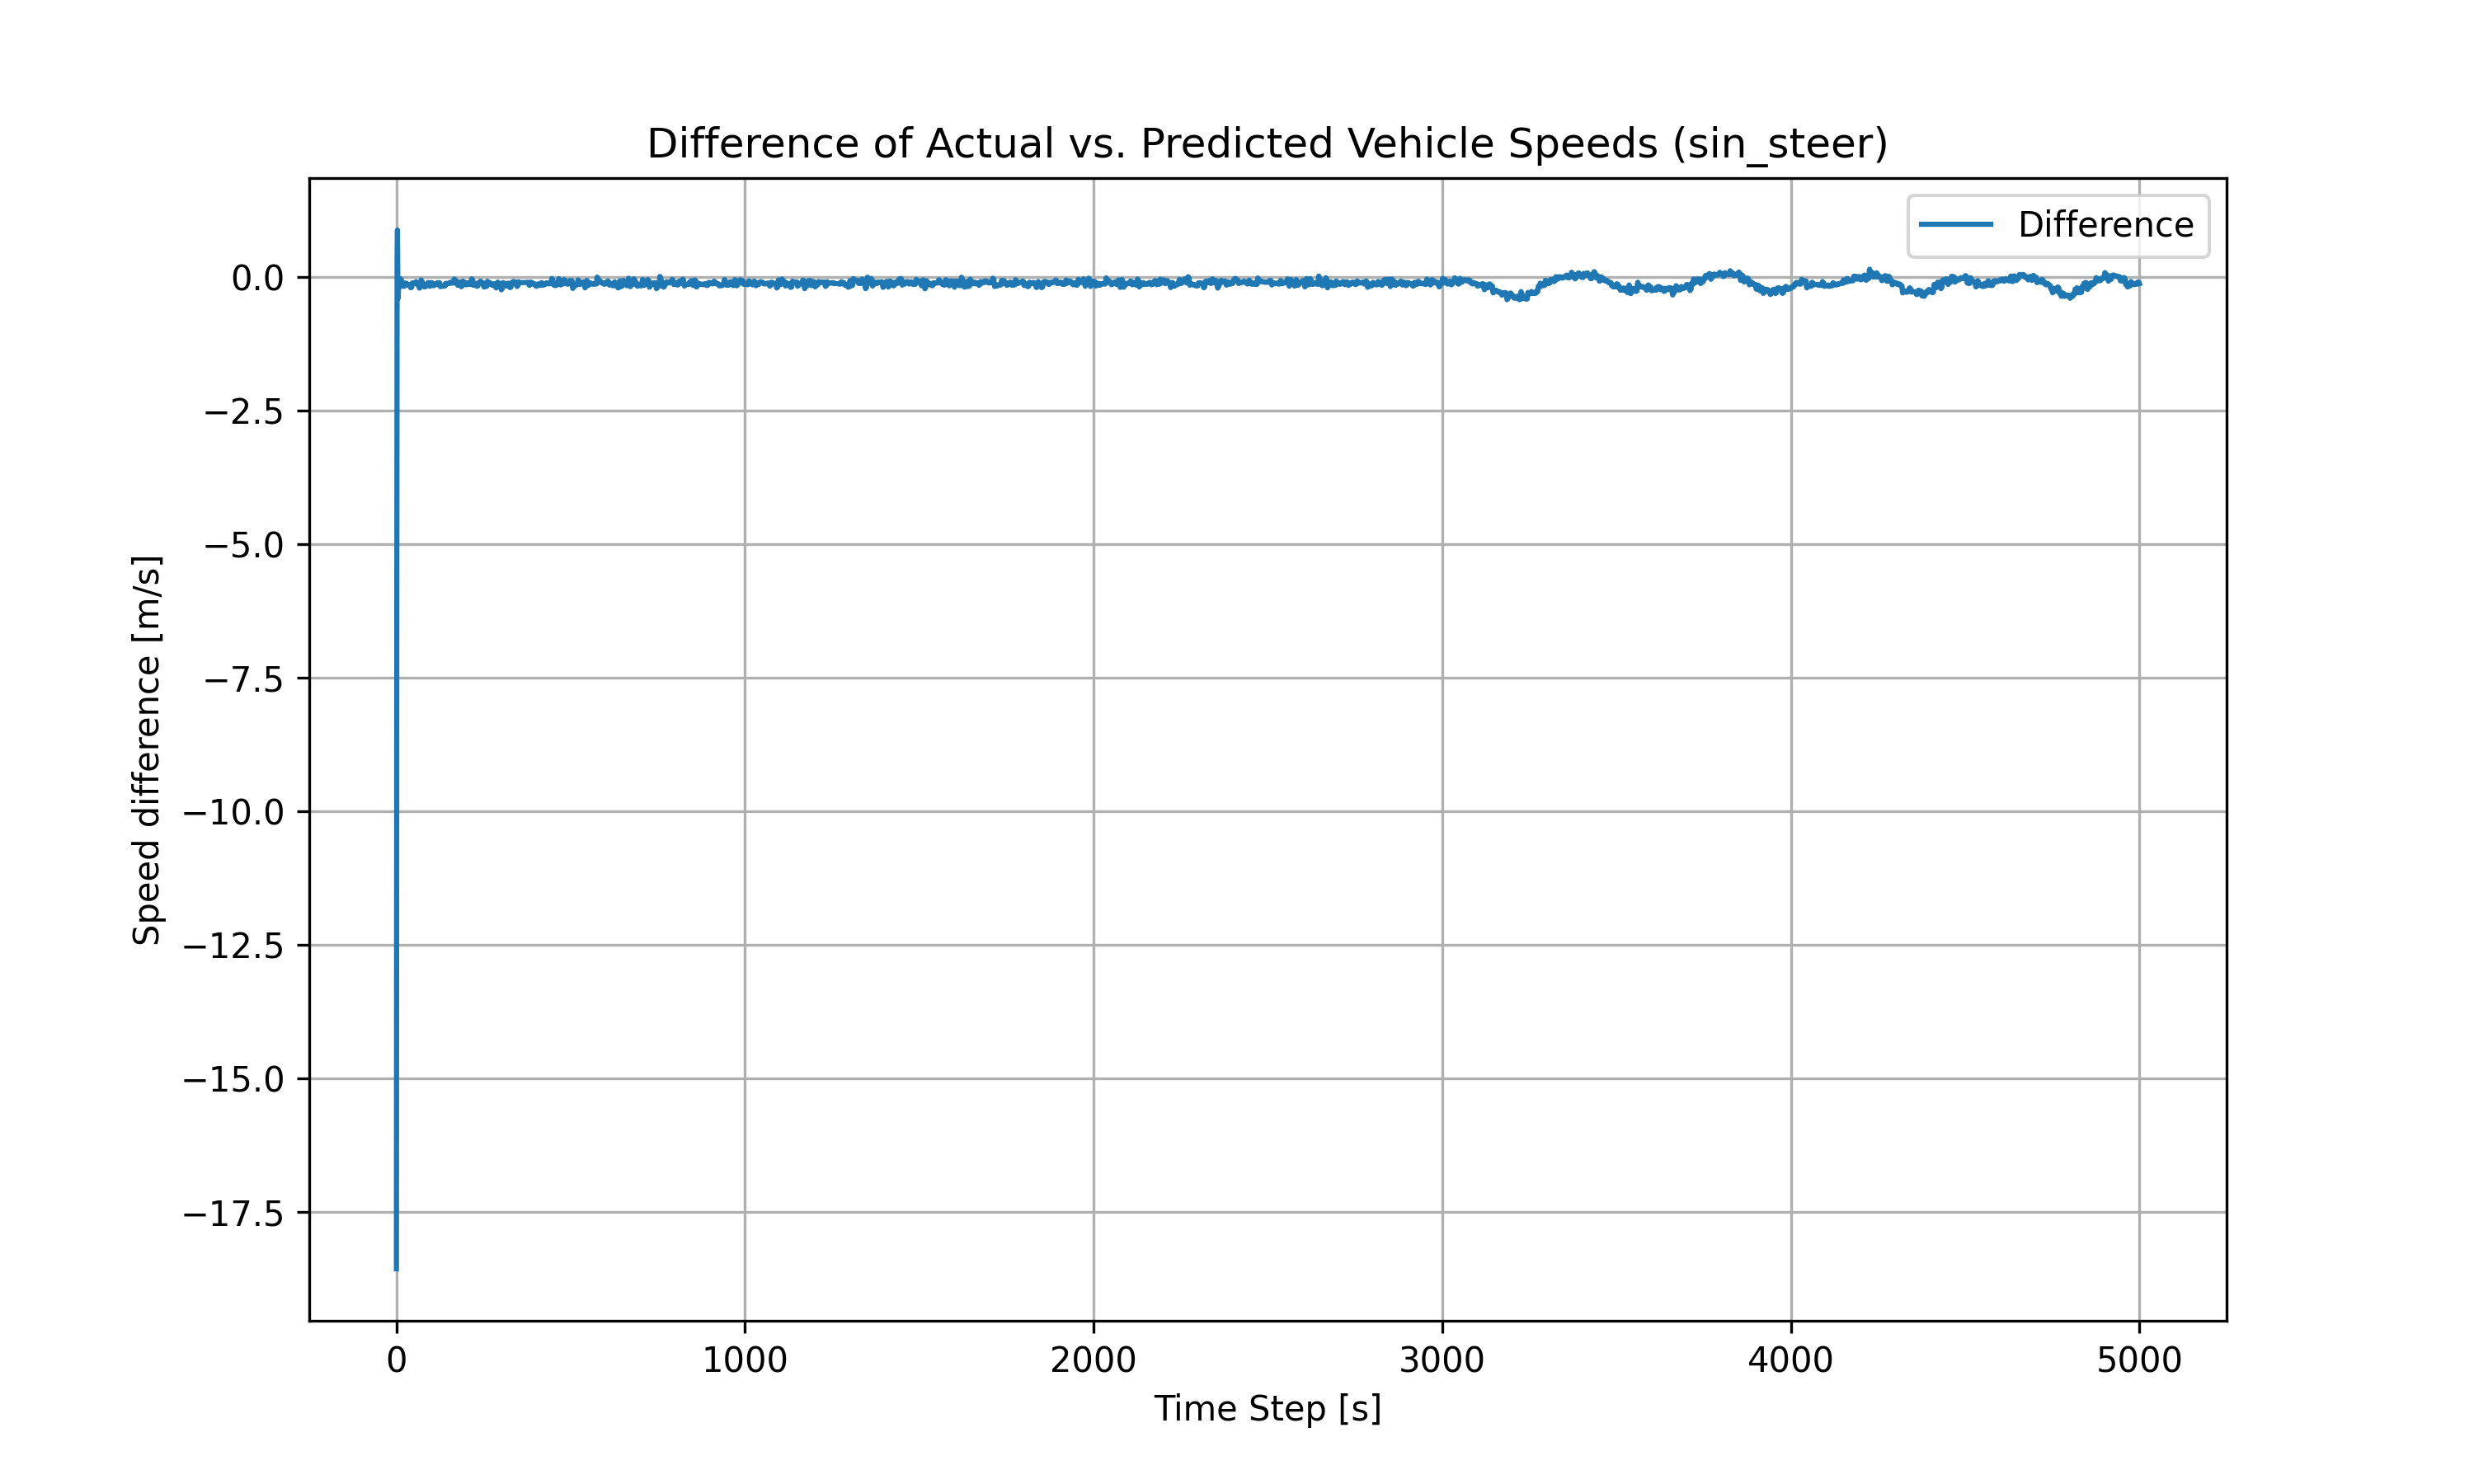 Difference of Actual vs. Predicted Vehicle Speeds (sin_steer)
Difference
0.0
−2.5
−5.0
−7.5
−10.0
−12.5
−15.0
−17.5
Speed difference [m/s]
0 1000 2000 3000 4000 5000
Time Step [s]